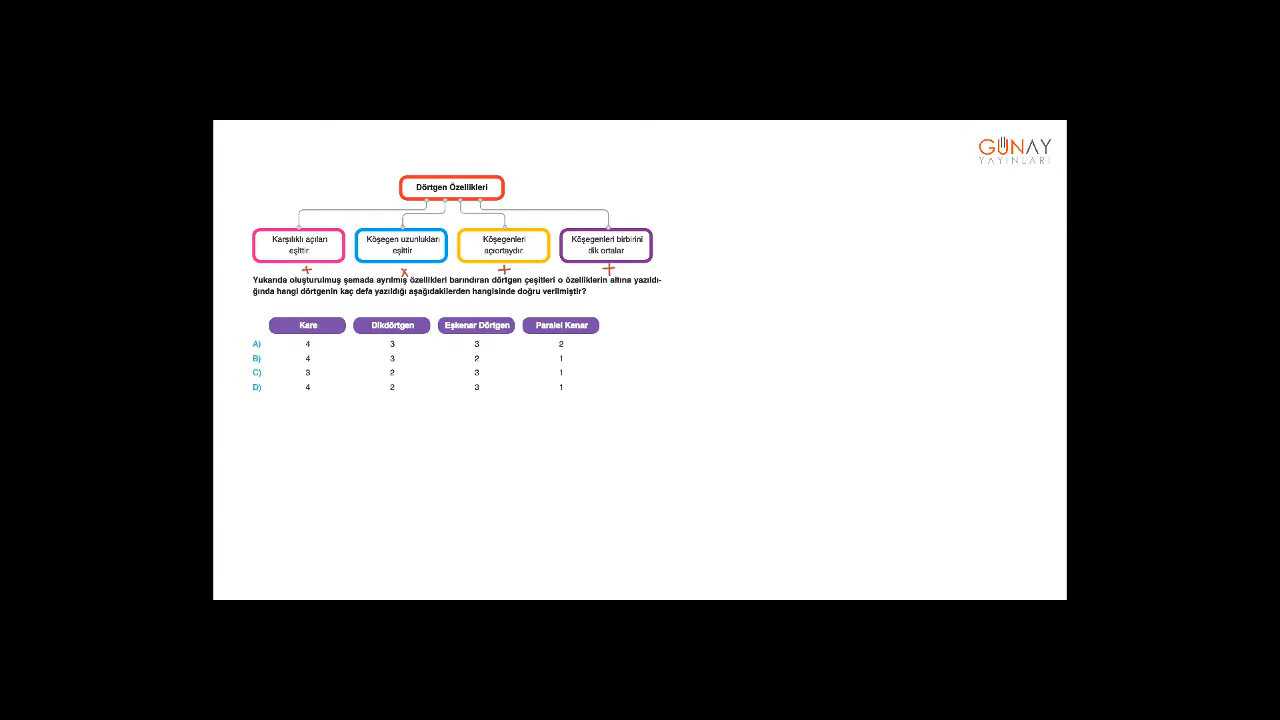 GÜNAY
YAYINLARI
Dörtgen Özellikleri
Karşılıklı açıları
eşittir.
Köşegen uzunlukları
eşittir
Köşegenleri
açıortaydır.
Köşegenleri birbirini
dik ortalar
+ x + +
Yukarıda oluşturulmuş şemada ayrılmış özellikleri barındıran dörtgen çeşitleri o özelliklerin altına yazıldı-
ğında hangi dörtgenin kaç defa yazıldığı aşağıdakilerden hangisinde doğru verilmiştir?
Kare Dikdörtgen Eşkenar Dörtgen Paralel Kenar
A) 4 3 3 2
B) 4 3 2 1
C) 3 2 3 1
D) 4 2 3 1